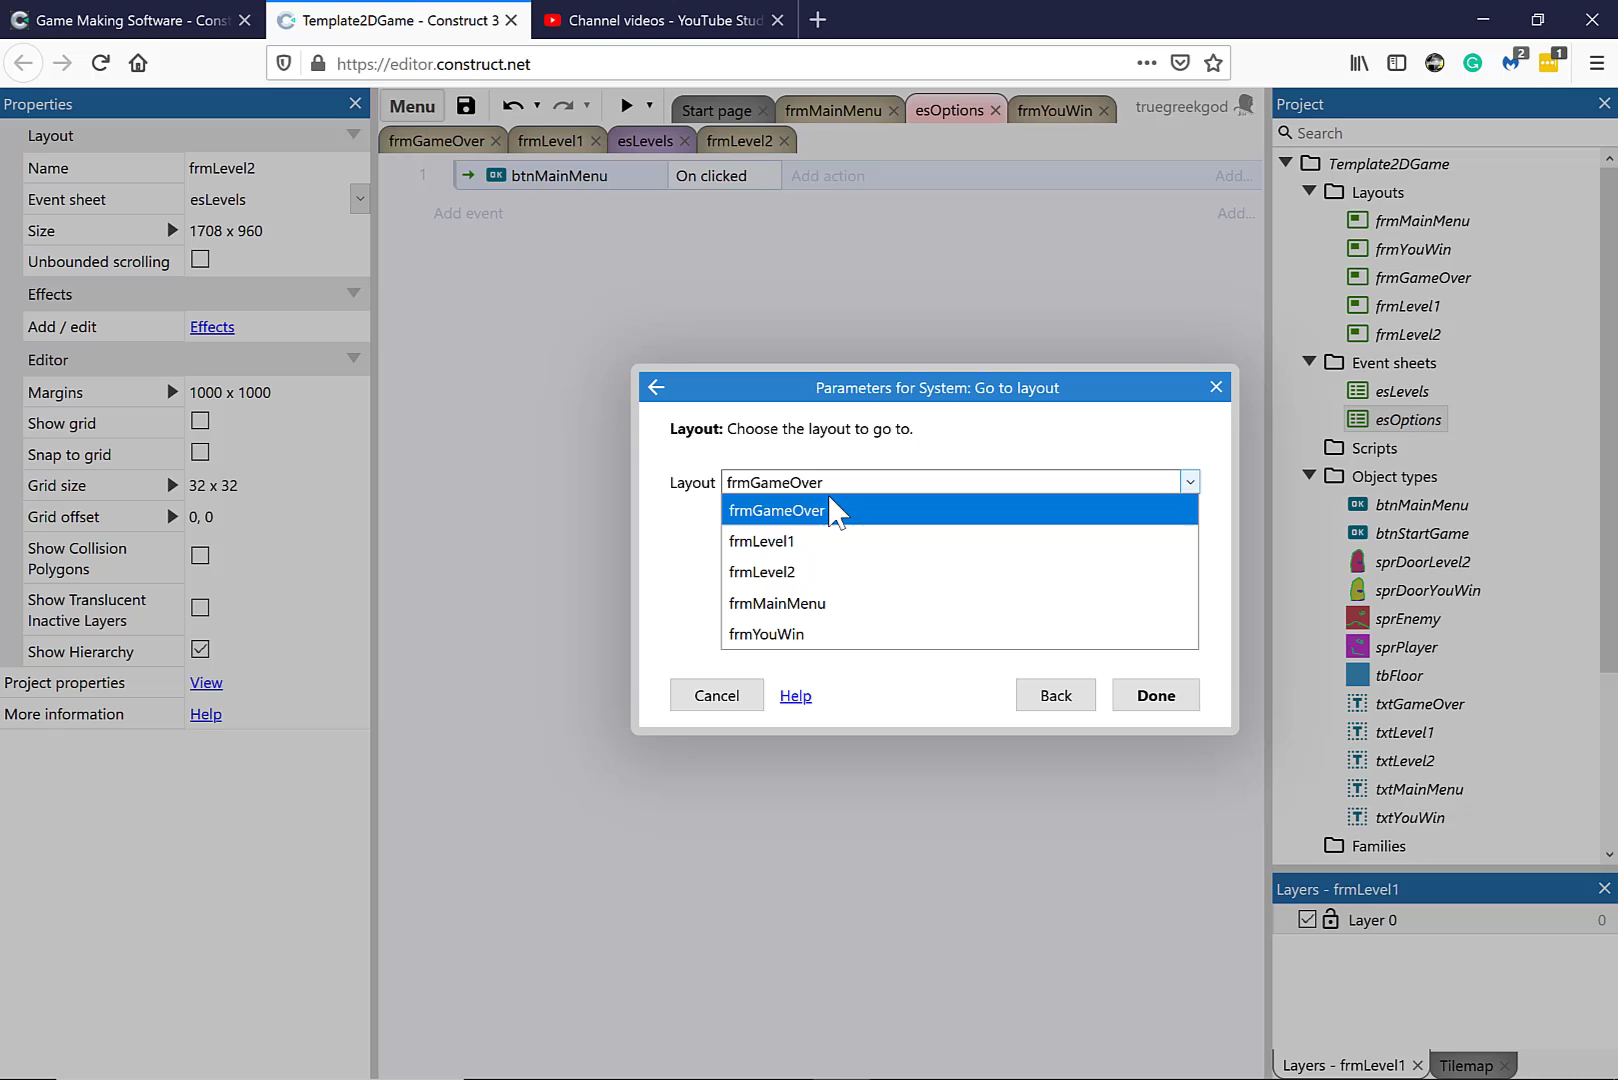 Game Making Software - Const
Template2DGame - Construct 3
Channel videos - YouTube Stud
https://editor.construct.net
2
1
Properties
Menu
Start page
frmMainMenu
esOptions
frmYouWin
truegreekgod
Project
frmGameOver
frmLevel1
esLevels
frmLevel2
Search
Layout
Name
frmLevel2
Event sheet
esLevels
Size
1708 x 960
Unbounded scrolling
Effects
Add / edit
Effects
Editor
Margins
1000 x 1000
Show grid
Snap to grid
Grid size
32 x 32
Grid offset
0, 0
Show Collision
Polygons
Show Translucent
Inactive Layers
Show Hierarchy
Project properties
View
More information
Help
1
btnMainMenu
On clicked
Add action
Add...
Add event
Add...
Parameters for System: Go to layout
Layout: Choose the layout to go to.
Layout
frmGameOver
frmGameOver
frmLevel1
frmLevel2
frmMainMenu
frmYouWin
Cancel
Help
Back
Done
Template2DGame
Layouts
frmMainMenu
frmYouWin
frmGameOver
frmLevel1
frmLevel2
Event sheets
esLevels
esOptions
Scripts
Object types
btnMainMenu
btnStartGame
sprDoorLevel2
sprDoorYouWin
sprEnemy
sprPlayer
tbFloor
txtGameOver
txtLevel1
txtLevel2
txtMainMenu
txtYouWin
Families
Layers - frmLevel1
Layer 0
0
Layers - frmLevel1
Tilemap